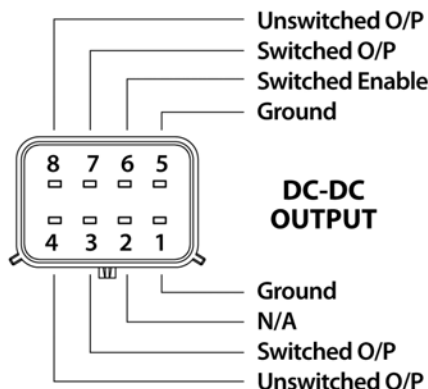 Unswitched O/P
Switched O/P
Switched Enable
Ground
8 7 6 5
4 3 2 1
DC-DC
OUTPUT
Ground
N/A
Switched O/P
Unswitched O/P